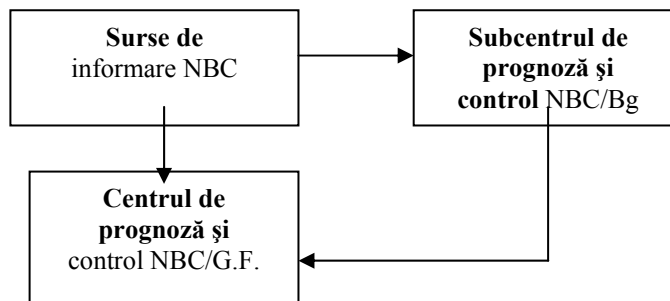 Surse de
informare NBC
Subcentrul de
prognoză şi
control NBC/Bg
Centrul de
prognoză şi
control NBC/G.F.